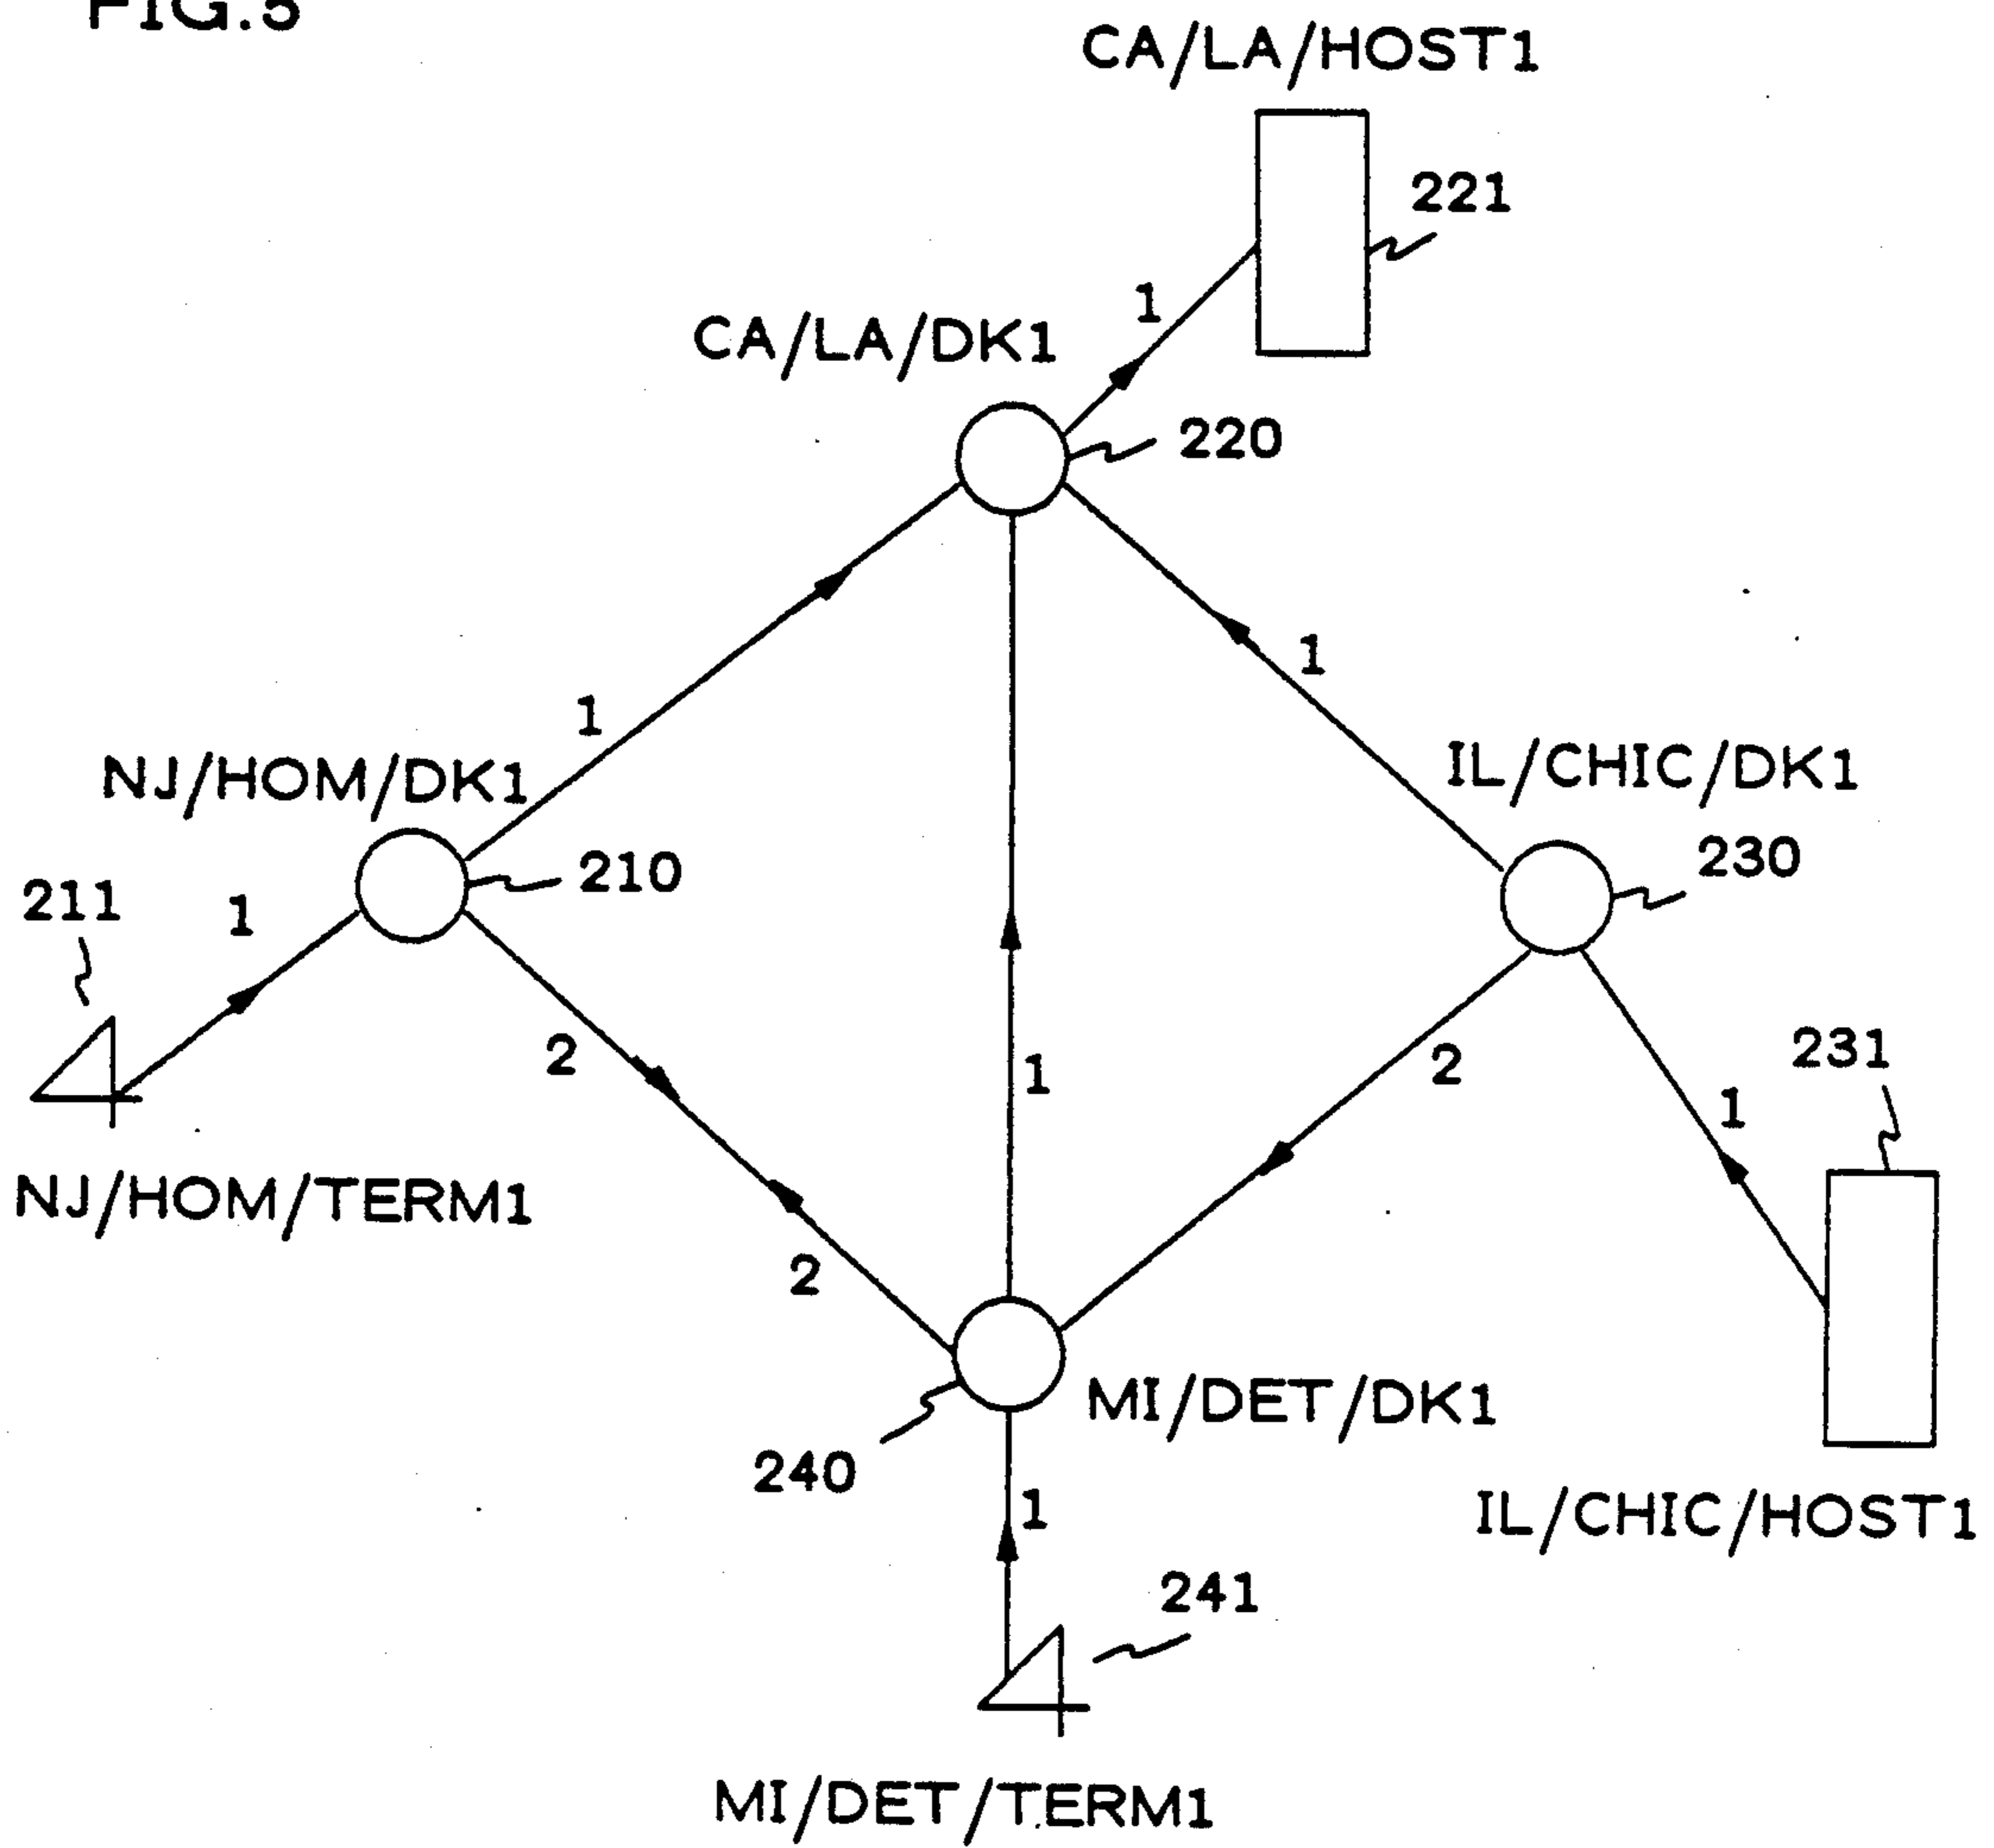 FIG.5
CA/LA/HOST1
221
1
CA/LA/DK1
220
1
1
NJ/HOM/DK1
IL/CHIC/DK1
210
230
211
1
2
1
2
231
1
NJ/HOM/TERM1
2
MI/DET/DK1
240
1
IL/CHIC/HOST1
241
MI/DET/TERM1